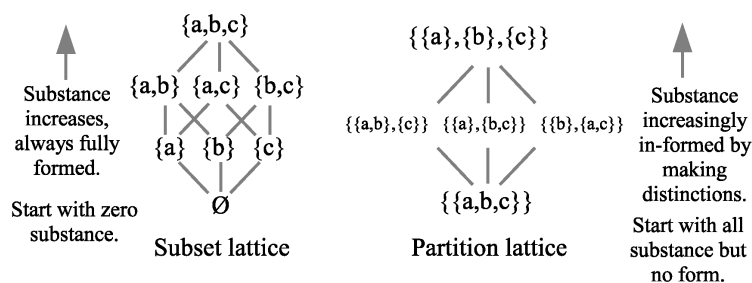 {a,b,c}
{a,b} {a,c} {b,c}
{a} {b} {c}
Ø
Subset lattice
Substance
increases,
always fully
formed.
Start with zero
substance.
{{a},{b},{c}}
{{a,b},{c}} {{a},{b,c}} {{b},{a,c}}
{{a,b,c}}
Partition lattice
Substance
increasingly
in-formed by
making
distinctions.
Start with all
substance but
no form.